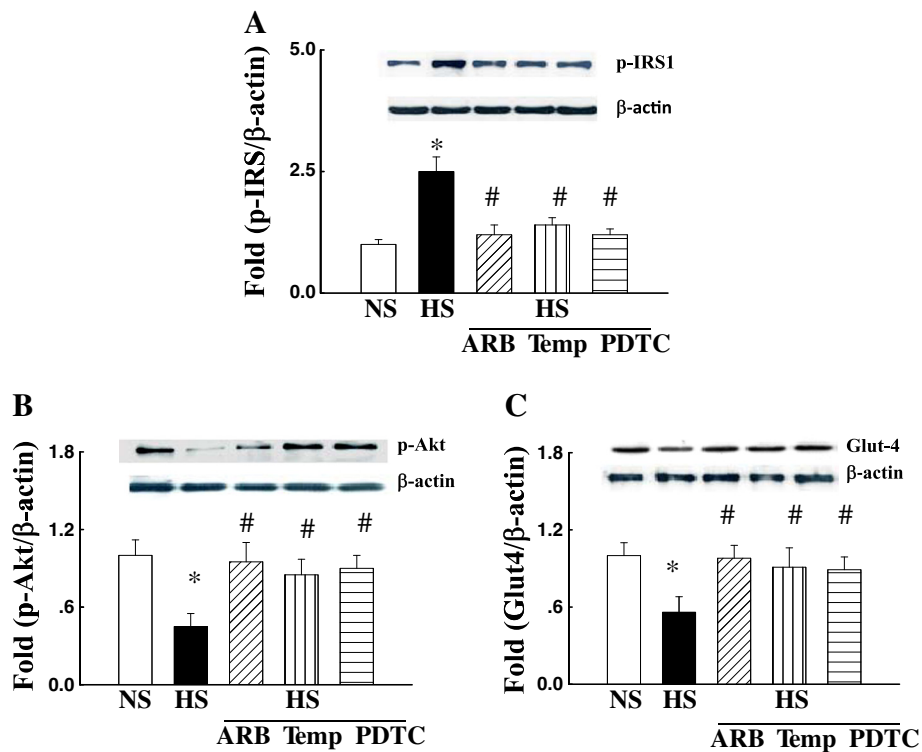 A
Fold (p-IRS/β-actin)
5.0
2.5
0.0
p-IRS1
β-actin
*
# # #
NS HS HS
ARB Temp PDTC
B
Fold (p-Akt/β-actin)
1.8
1.2
.6
0.0
p-Akt
β-actin
*
# # #
NS HS HS
ARB Temp PDTC
C
Fold (Glut4/β-actin)
1.8
1.2
.6
0.0
Glut-4
β-actin
*
# # #
NS HS HS
ARB Temp PDTC